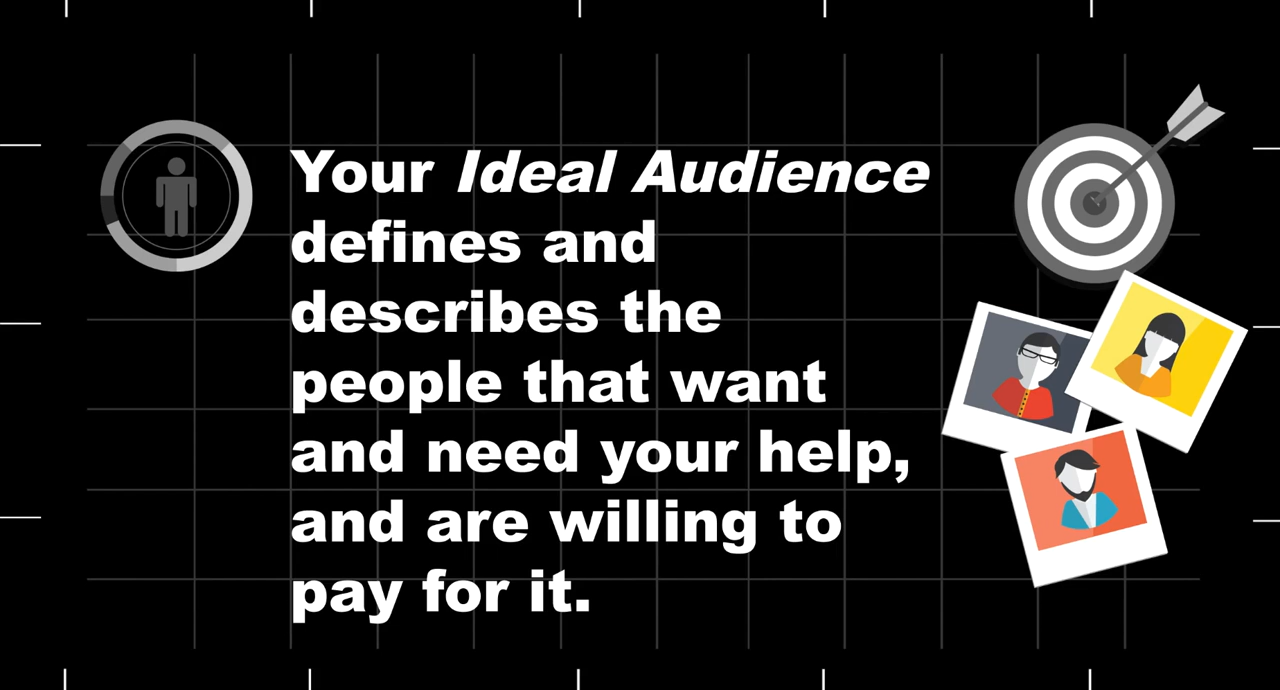 Your Ideal Audience
defines and
describes the
people that want
and need your help,
and are willing to
pay for it.